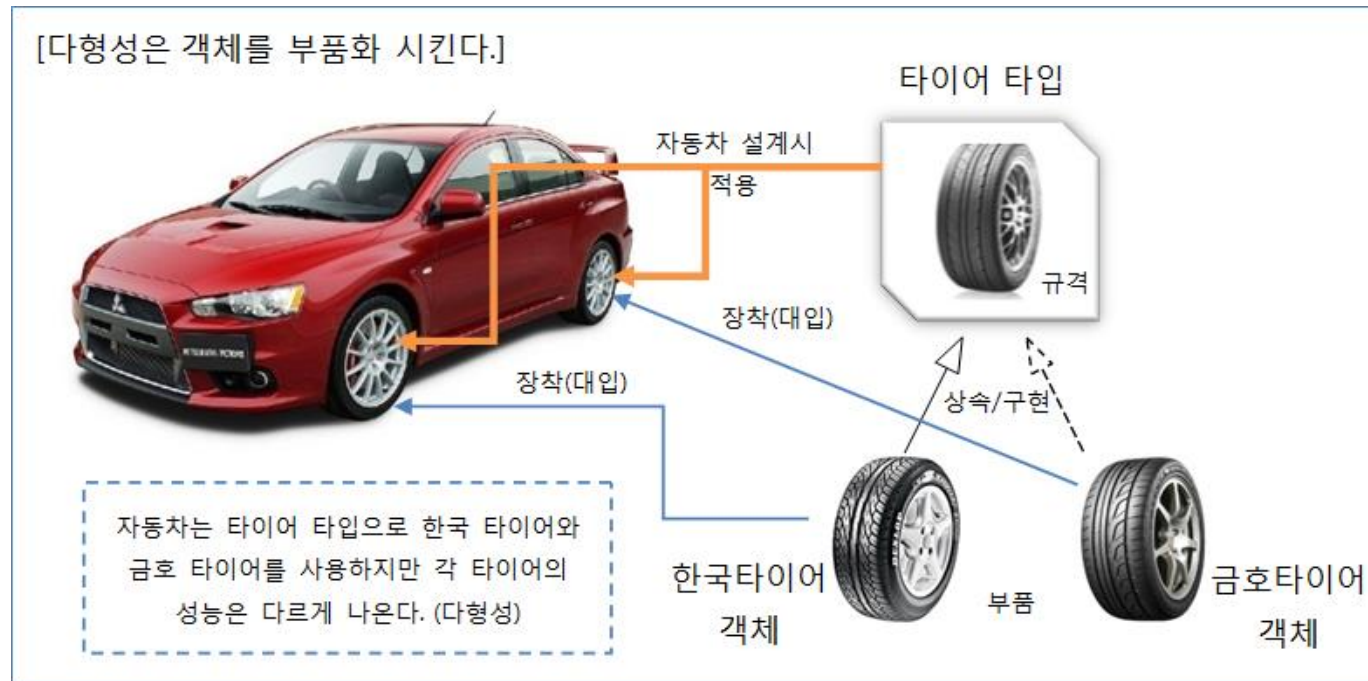 [다형성은 객체를 부품화 시킨다.]
타이어 타입
자동차 설계시
적용
규격
장착(대입)
장착(대입)
상속/구현
자동차는 타이어 타입으로 한국 타이어와
금호 타이어를 사용하지만 각 타이어의
성능은 다르게 나온다. (다형성)
한국타이어
객체
부품
금호타이어
객체